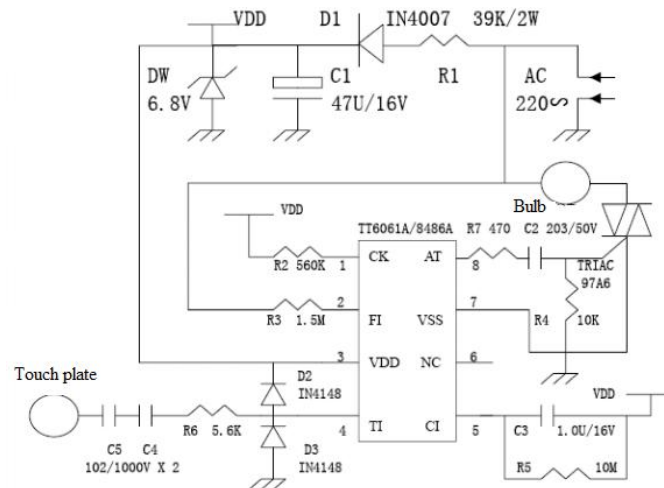 VDD D1 IN4007 39K/2W
DW C1 R1 AC
6.8V 47U/16V 220
Bulb
VDD TT6061A/8486A R7 470 C2 203/50V
R2 560K 1 CK AT 8 TRIAC
97A6
R3 1.5M 2 FI VSS 7 R4 10K
3 VDD NC 6
Touch plate D2
IN4148 VDD
R6 5.6K 4 TI CI 5 C3 1.0U/16V
C5 C4 D3
102/1000V X 2 IN4148 R5 10M